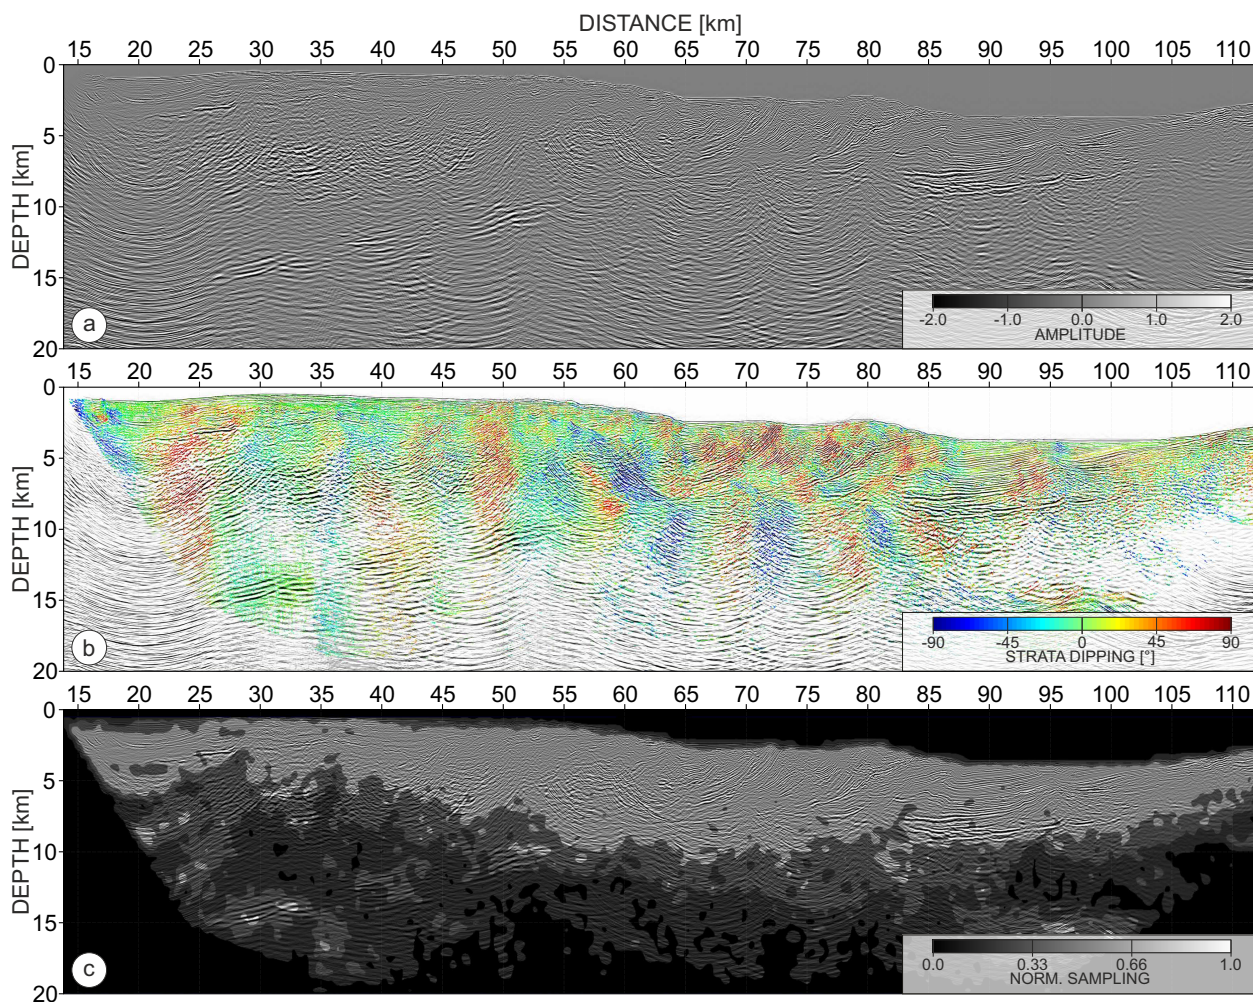 DISTANCE [km]
15 20 25 30 35 40 45 50 55 60 65 70 75 80 85 90 95 100 105 110
0
5
10
15
20
DEPTH [km]
a
-2.0 -1.0 0.0 1.0 2.0
AMPLITUDE
15 20 25 30 35 40 45 50 55 60 65 70 75 80 85 90 95 100 105 110
0
5
10
15
20
DEPTH [km]
b
-90 -45 0 45 90
STRATA DIPPING [°]
15 20 25 30 35 40 45 50 55 60 65 70 75 80 85 90 95 100 105 110
0
5
10
15
20
DEPTH [km]
c
0.0 0.33 0.66 1.0
NORM. SAMPLING